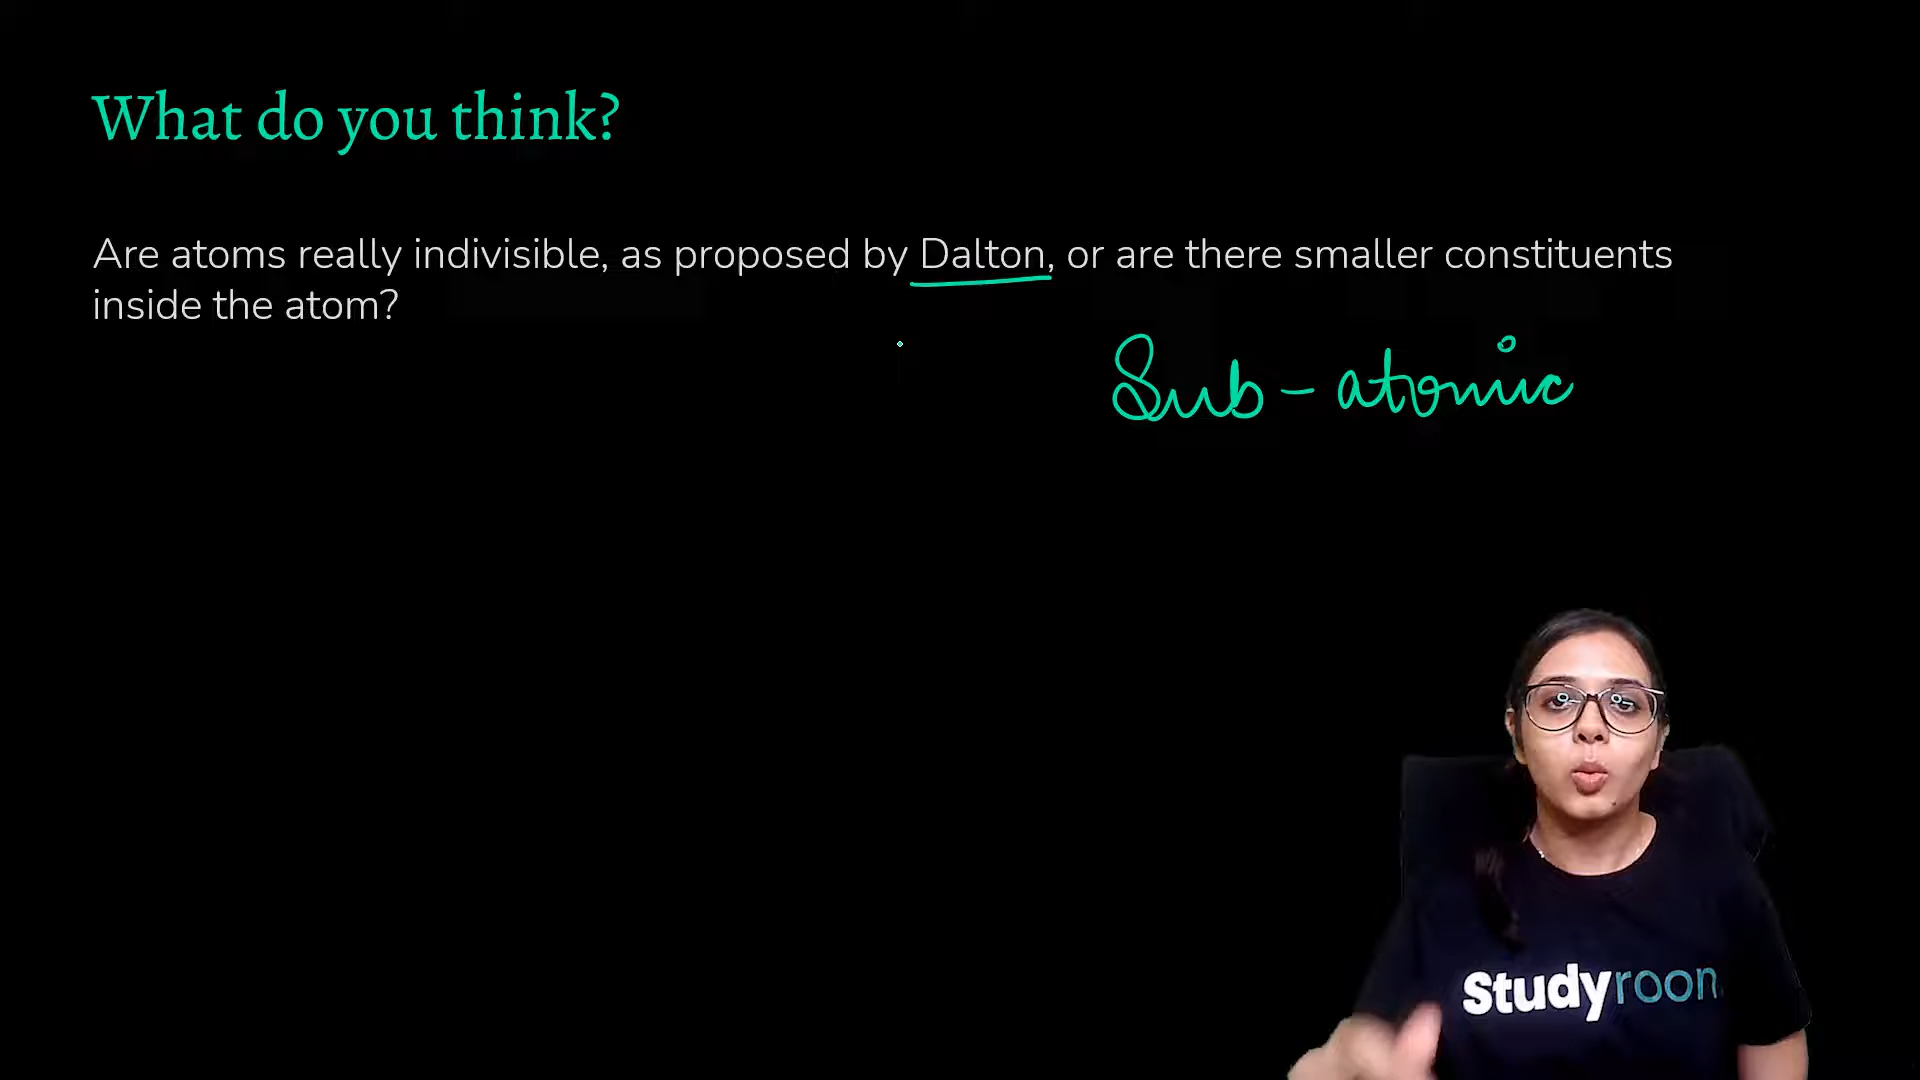 What do you think?
Are atoms really indivisible, as proposed by Dalton, or are there smaller constituents
inside the atom?
Sub-atomic
Studyroom